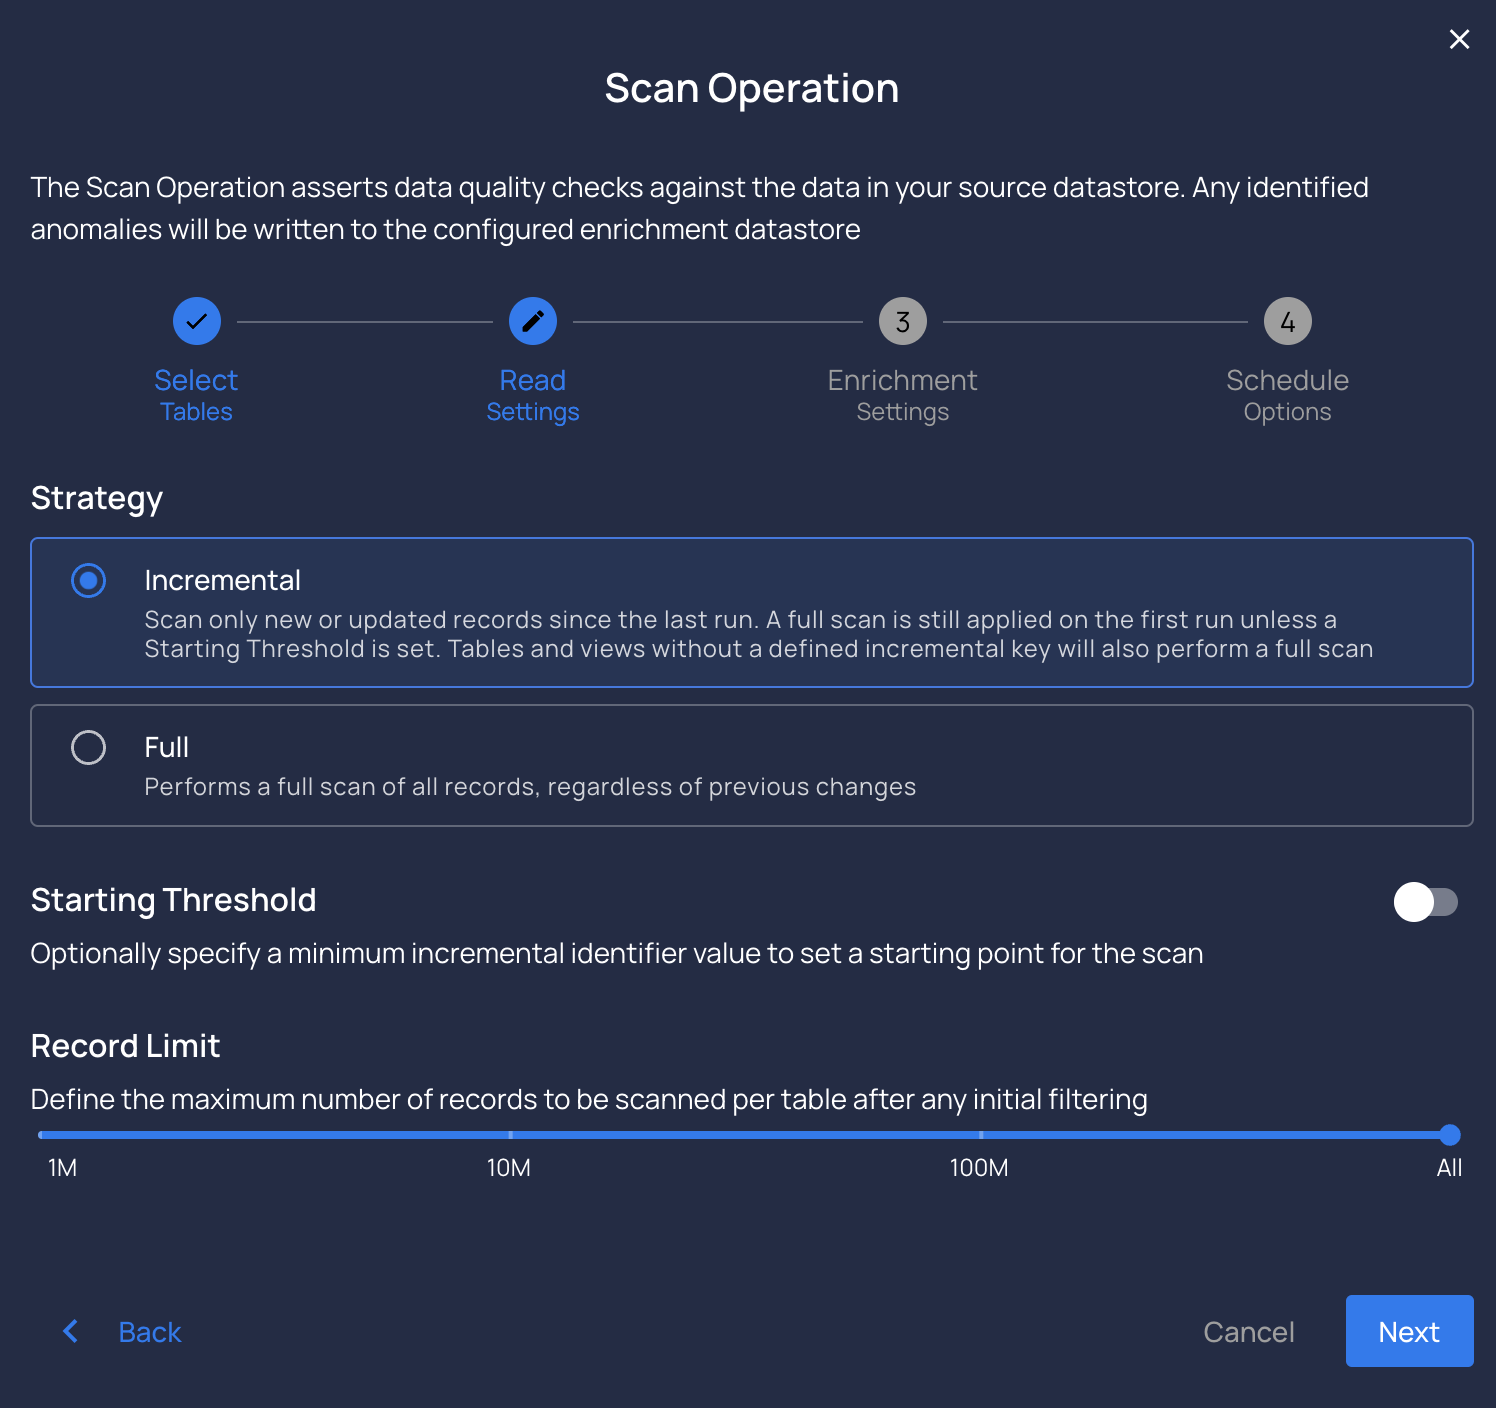 Scan Operation
The Scan Operation asserts data quality checks against the data in your source datastore. Any identified
anomalies will be written to the configured enrichment datastore
3
4
Select
Tables
Read
Settings
Enrichment
Settings
Schedule
Options
Strategy
Incremental
Scan only new or updated records since the last run. A full scan is still applied on the first run unless a
Starting Threshold is set. Tables and views without a defined incremental key will also perform a full scan
Full
Performs a full scan of all records, regardless of previous changes
Starting Threshold
Optionally specify a minimum incremental identifier value to set a starting point for the scan
Record Limit
Define the maximum number of records to be scanned per table after any initial filtering
1M
10M
100M
All
Back
Cancel
Next